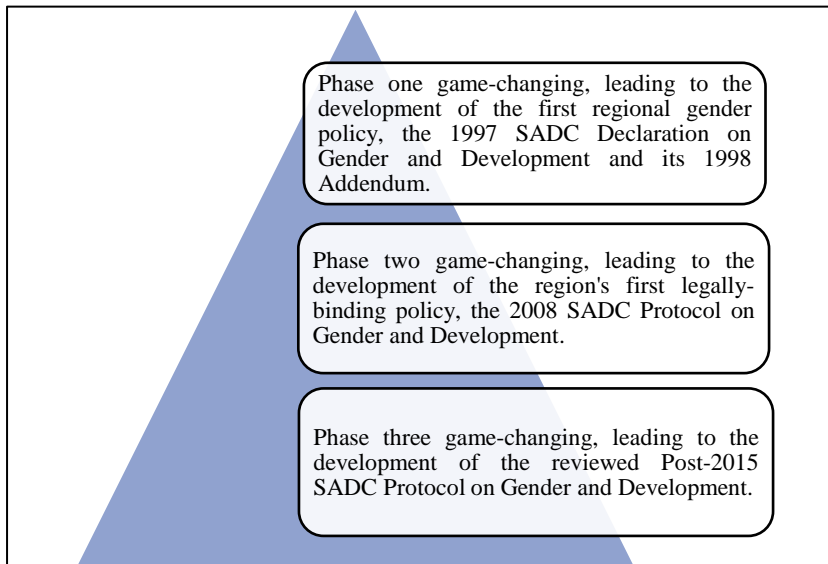 Phase one game-changing, leading to the
development of the first regional gender
policy, the 1997 SADC Declaration on
Gender and Development and its 1998
Addendum.
Phase two game-changing, leading to the
development of the region's first legally-
binding policy, the 2008 SADC Protocol on
Gender and Development.
Phase three game-changing, leading to the
development of the reviewed Post-2015
SADC Protocol on Gender and Development.